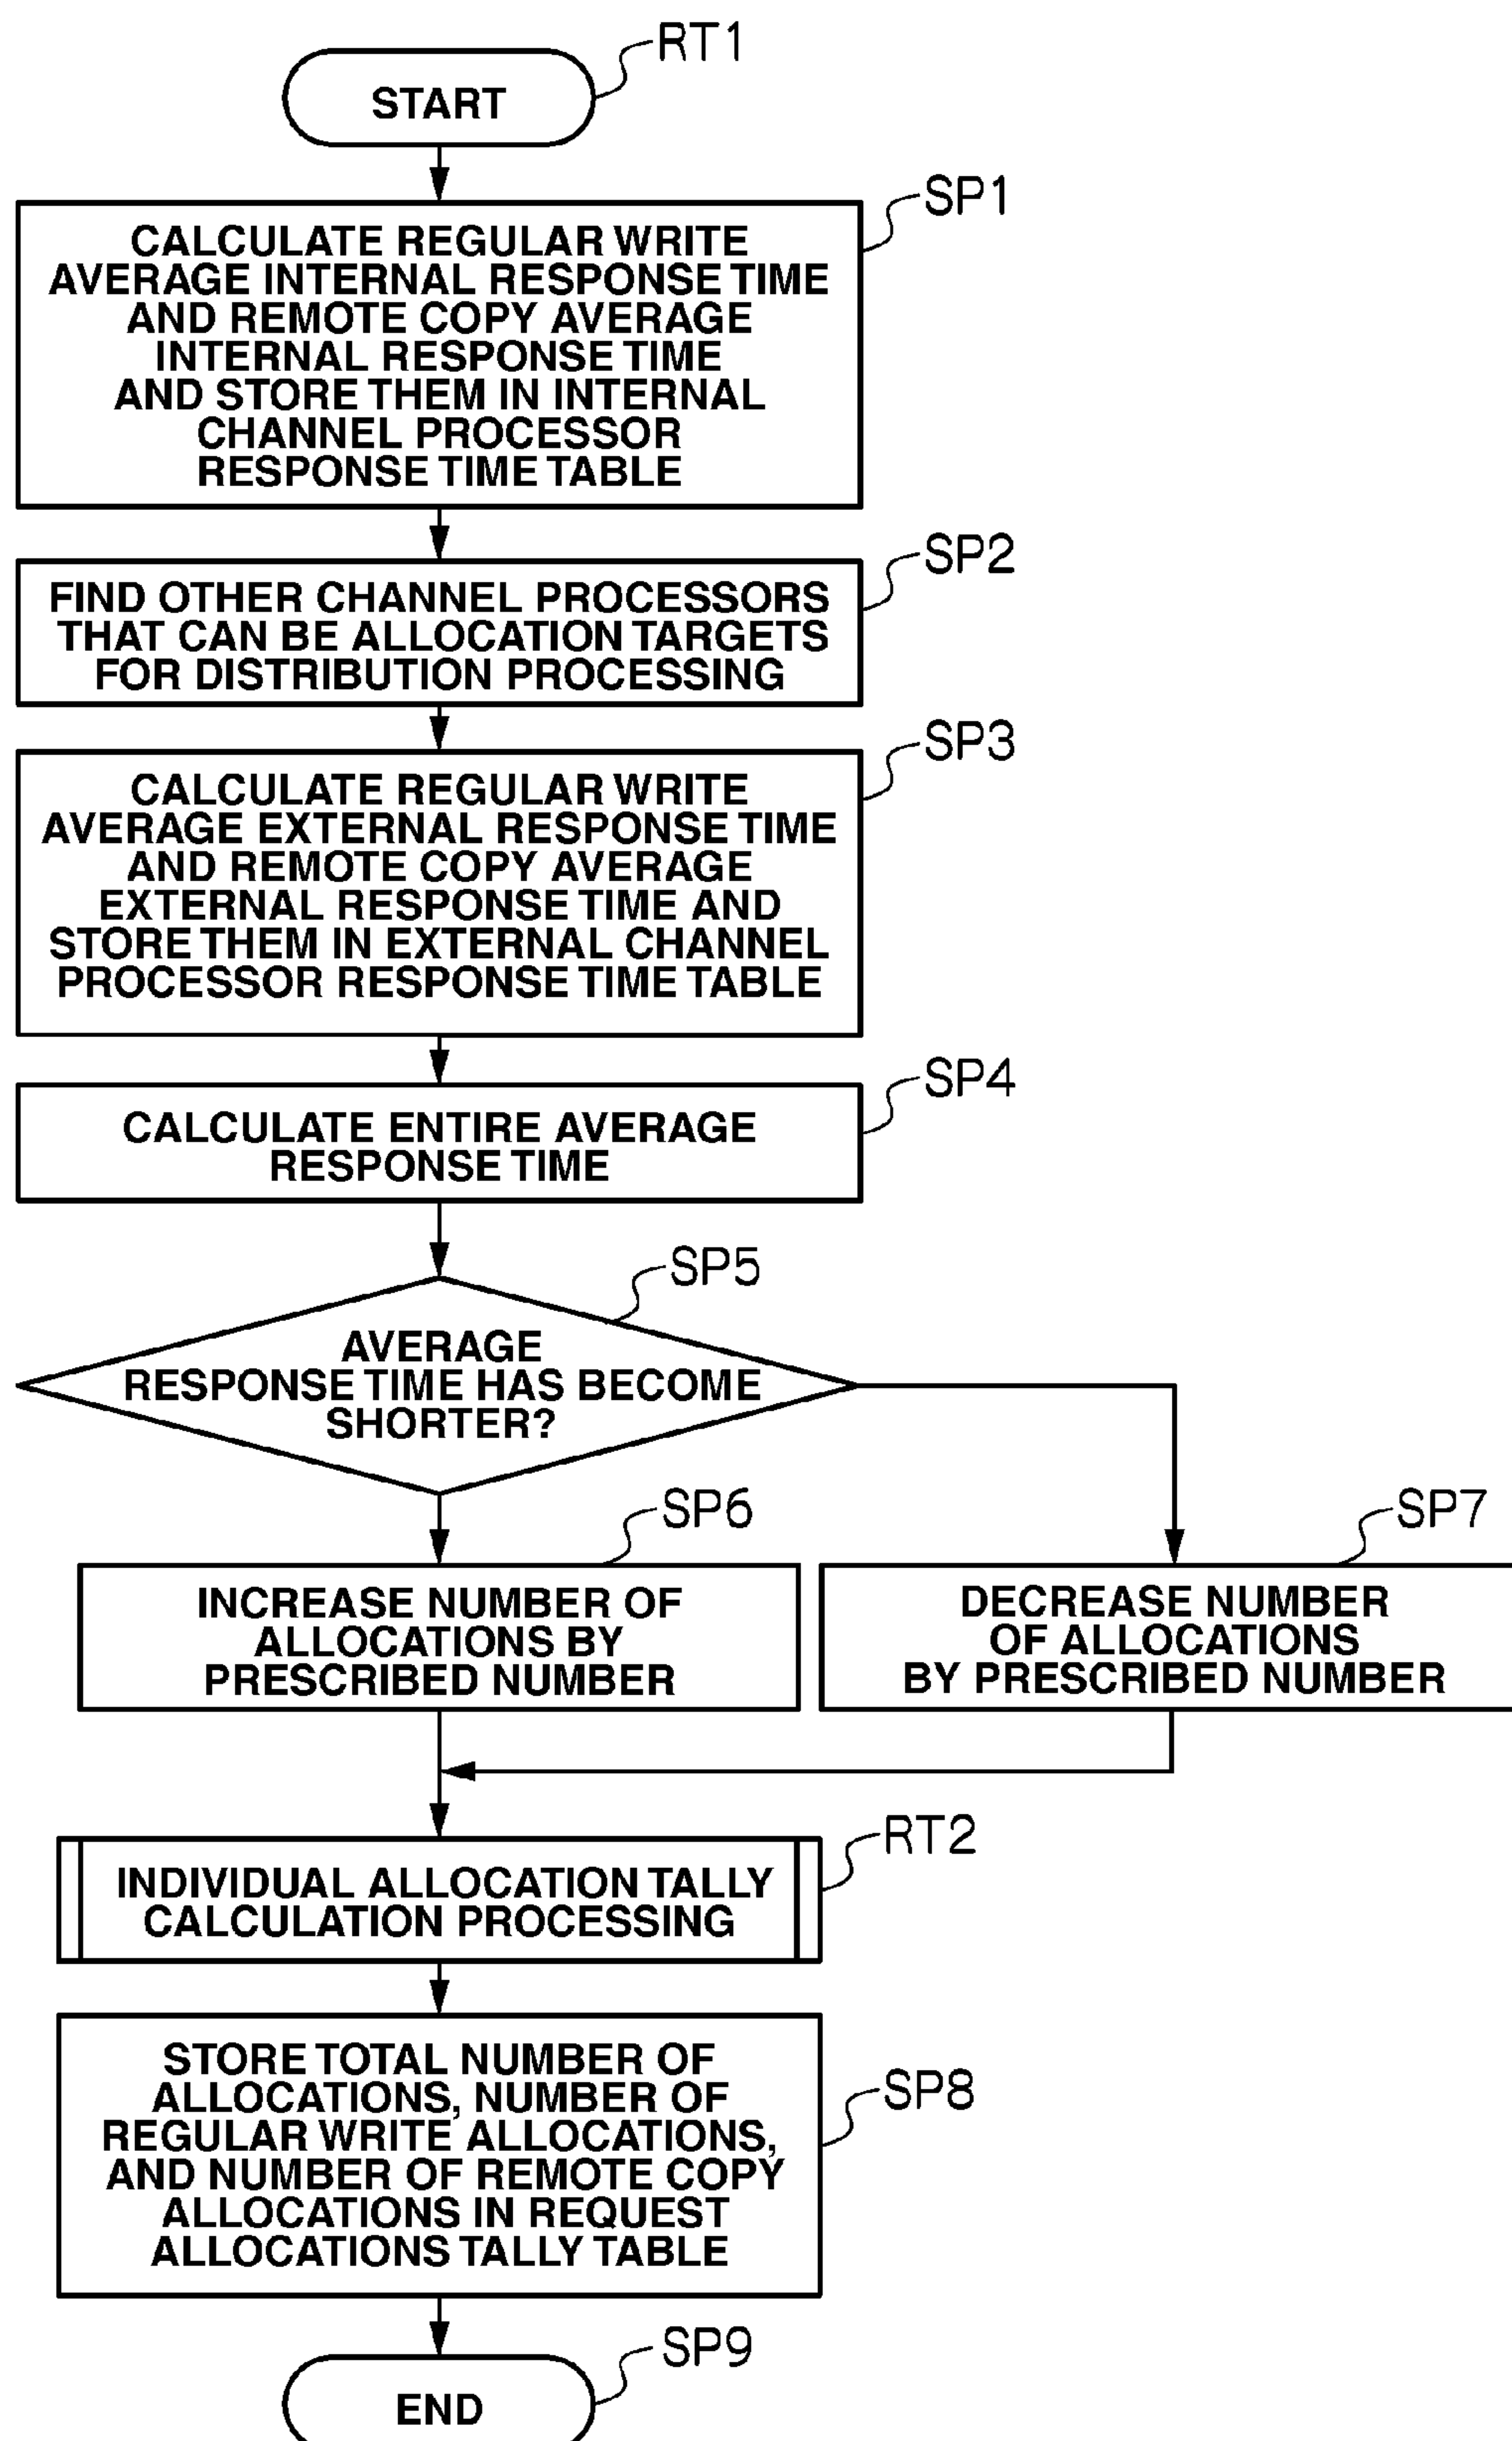 RT1
START
SP1
CALCULATE REGULAR WRITE
AVERAGE INTERNAL RESPONSE TIME
AND REMOTE COPY AVERAGE
INTERNAL RESPONSE TIME
AND STORE THEM IN INTERNAL
CHANNEL PROCESSOR
RESPONSE TIME TABLE
SP2
FIND OTHER CHANNEL PROCESSORS
THAT CAN BE ALLOCATION TARGETS
FOR DISTRIBUTION PROCESSING
SP3
CALCULATE REGULAR WRITE
AVERAGE EXTERNAL RESPONSE TIME
AND REMOTE COPY AVERAGE
EXTERNAL RESPONSE TIME AND
STORE THEM IN EXTERNAL CHANNEL
PROCESSOR RESPONSE TIME TABLE
SP4
CALCULATE ENTIRE AVERAGE
RESPONSE TIME
SP5
AVERAGE
RESPONSE TIME HAS BECOME
SHORTER?
SP6
INCREASE NUMBER OF
ALLOCATIONS BY
PRESCRIBED NUMBER
SP7
DECREASE NUMBER
OF ALLOCATIONS
BY PRESCRIBED NUMBER
RT2
INDIVIDUAL ALLOCATION TALLY
CALCULATION PROCESSING
SP8
STORE TOTAL NUMBER OF
ALLOCATIONS, NUMBER OF
REGULAR WRITE ALLOCATIONS,
AND NUMBER OF REMOTE COPY
ALLOCATIONS IN REQUEST
ALLOCATIONS TALLY TABLE
SP9
END